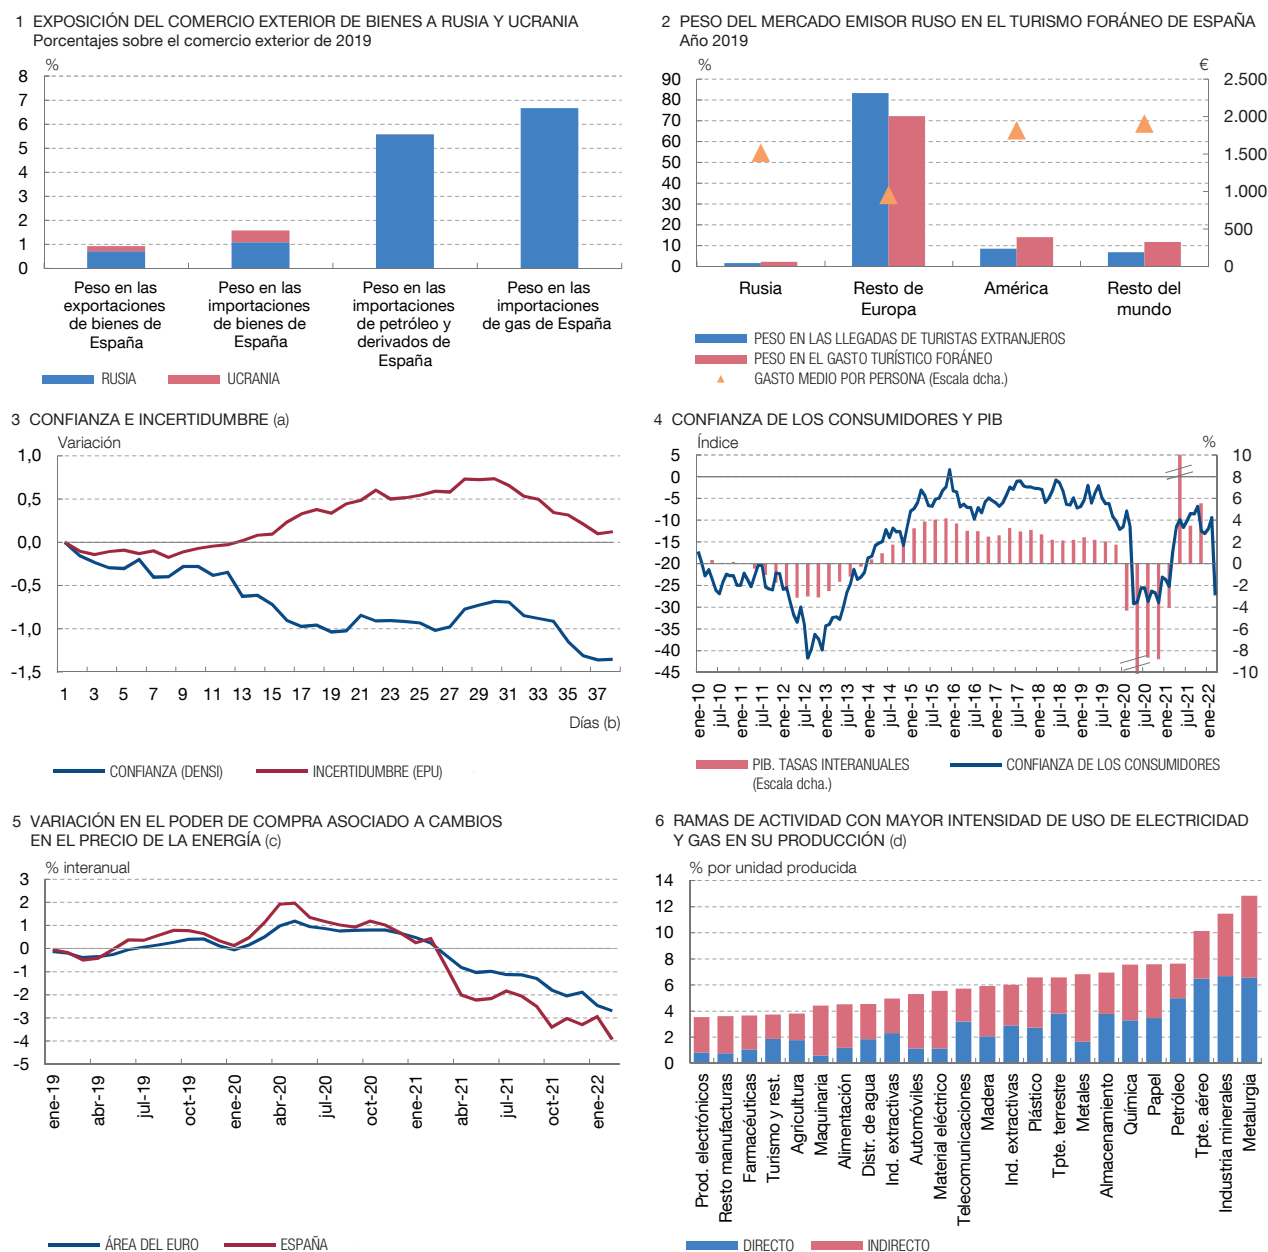 1 EXPOSICIÓN DEL COMERCIO EXTERIOR DE BIENES A RUSIA Y UCRANIA
Porcentajes sobre el comercio exterior de 2019
%
8
7
6
5
4
3
2
1
0
Peso en las
exportaciones
de bienes de
España
Peso en las
importaciones
de bienes de
España
Peso en las
importaciones
de petróleo y
derivados de
España
Peso en las
importaciones
de gas de España
RUSIA
UCRANIA
2 PESO DEL MERCADO EMISOR RUSO EN EL TURISMO FORÁNEO DE ESPAÑA
Año 2019
%
€
90
80
70
60
50
40
30
20
10
0
2.500
2.000
1.500
1.000
500
0
Rusia
Resto de
Europa
América
Resto del
mundo
PESO EN LAS LLEGADAS DE TURISTAS EXTRANJEROS
PESO EN EL GASTO TURÍSTICO FORÁNEO
GASTO MEDIO POR PERSONA (Escala dcha.)
3 CONFIANZA E INCERTIDUMBRE (a)
Variación
1,0
0,5
0,0
-0,5
-1,0
-1,5
1 3 5 7 9 11 13 15 17 19 21 23 25 27 29 31 33 35 37
Días (b)
CONFIANZA (DENSI)
INCERTIDUMBRE (EPU)
4 CONFIANZA DE LOS CONSUMIDORES Y PIB
Índice
%
5
0
-5
-10
-15
-20
-25
-30
-35
-40
-45
10
8
6
4
2
0
-2
-4
-6
-8
-10
ene-10
jul-10
ene-11
jul-11
ene-12
jul-12
ene-13
jul-13
ene-14
jul-14
ene-15
jul-15
ene-16
jul-16
ene-17
jul-17
ene-18
jul-18
ene-19
jul-19
ene-20
jul-20
ene-21
jul-21
ene-22
PIB. TASAS INTERANUALES
(Escala dcha.)
CONFIANZA DE LOS CONSUMIDORES
5 VARIACIÓN EN EL PODER DE COMPRA ASOCIADO A CAMBIOS
EN EL PRECIO DE LA ENERGÍA (c)
% interanual
3
2
1
0
-1
-2
-3
-4
-5
ene-19
abr-19
jul-19
oct-19
ene-20
abr-20
jul-20
oct-20
ene-21
abr-21
jul-21
oct-21
ene-22
ÁREA DEL EURO
ESPAÑA
6 RAMAS DE ACTIVIDAD CON MAYOR INTENSIDAD DE USO DE ELECTRICIDAD
Y GAS EN SU PRODUCCIÓN (d)
% por unidad producida
14
12
10
8
6
4
2
0
Prod. electrónicos
Resto manufacturas
Farmacéuticas
Turismo y rest.
Agricultura
Maquinaria
Alimentación
Distr. de agua
Ind. extractivas
Automóviles
Material eléctrico
Telecomunicaciones
Madera
Ind. extractivas
Plástico
Tpte. terrestre
Metales
Almacenamiento
Química
Papel
Petróleo
Tpte. aéreo
Industria minerales
Metalurgia
DIRECTO
INDIRECTO